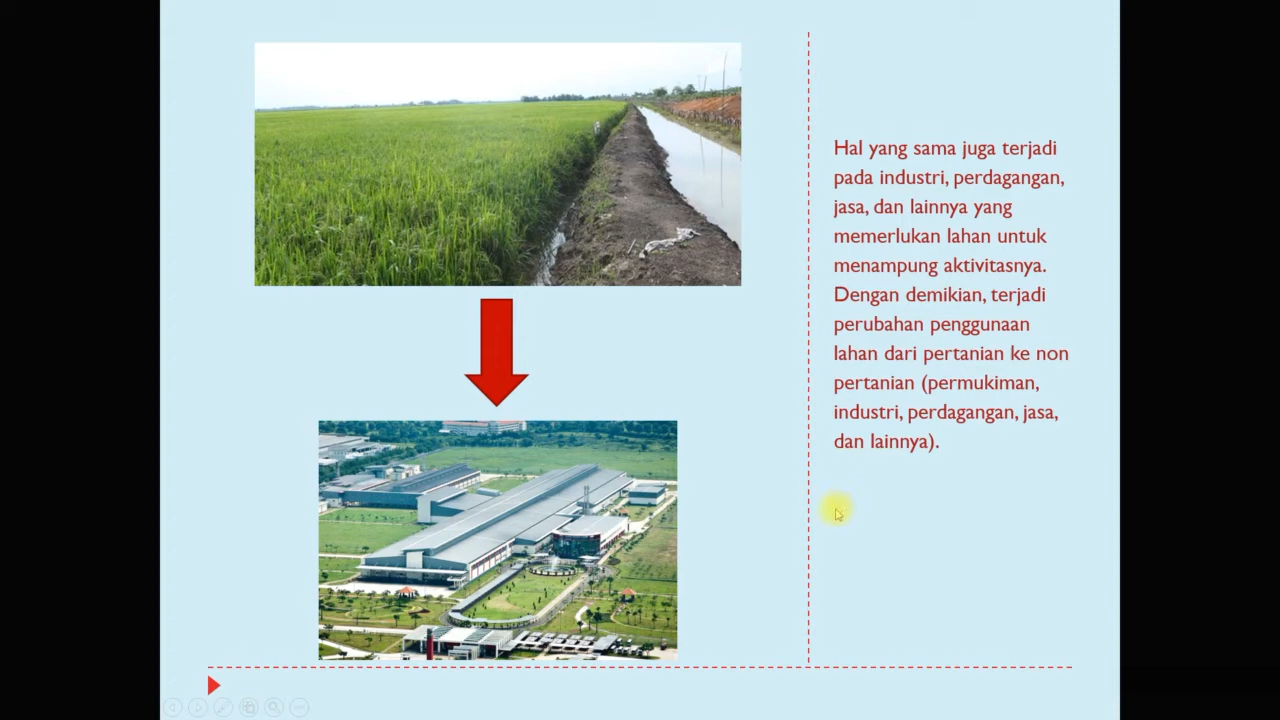 Hal yang sama juga terjadi
pada industri, perdagangan,
jasa, dan lainnya yang
memerlukan lahan untuk
menampung aktivitasnya.
Dengan demikian, terjadi
perubahan penggunaan
lahan dari pertanian ke non
pertanian (permukiman,
industri, perdagangan, jasa,
dan lainnya).